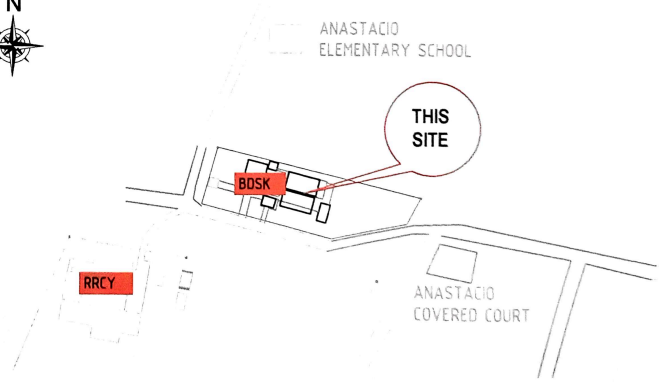 N
ANASTACIO
ELEMENTARY SCHOOL
THIS
SITE
BDSK
RRCY
ANASTACIO
COVERED COURT